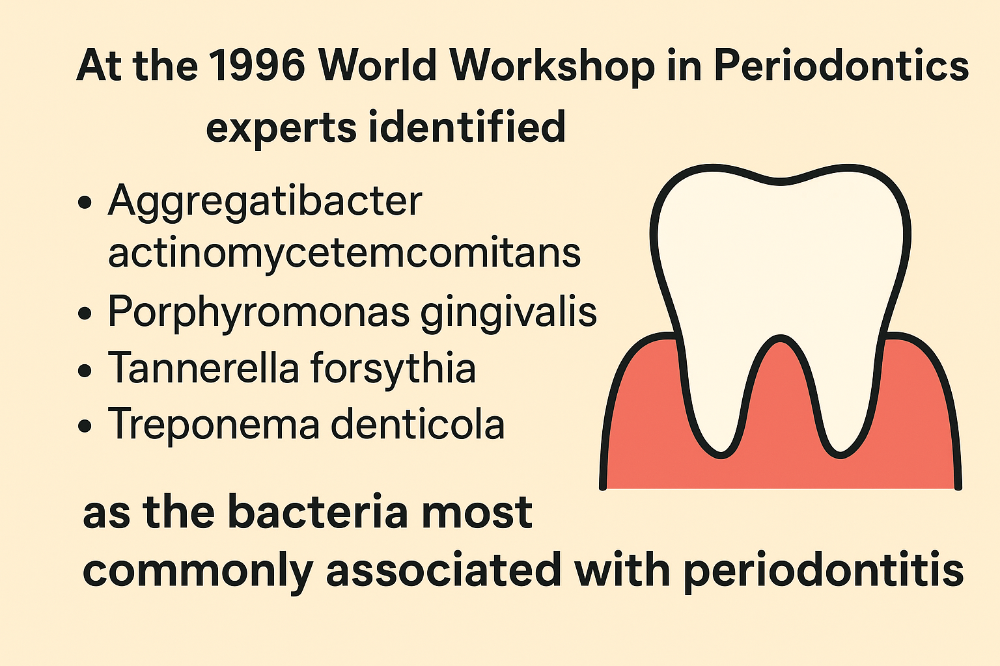 At the 1996 World Workshop in Periodontics
experts identified
• Aggregatibacter
actinomycetemcomitans
• Porphyromonas gingivalis
• Tannerella forsythia
• Treponema denticola
as the bacteria most
commonly associated with periodontitis